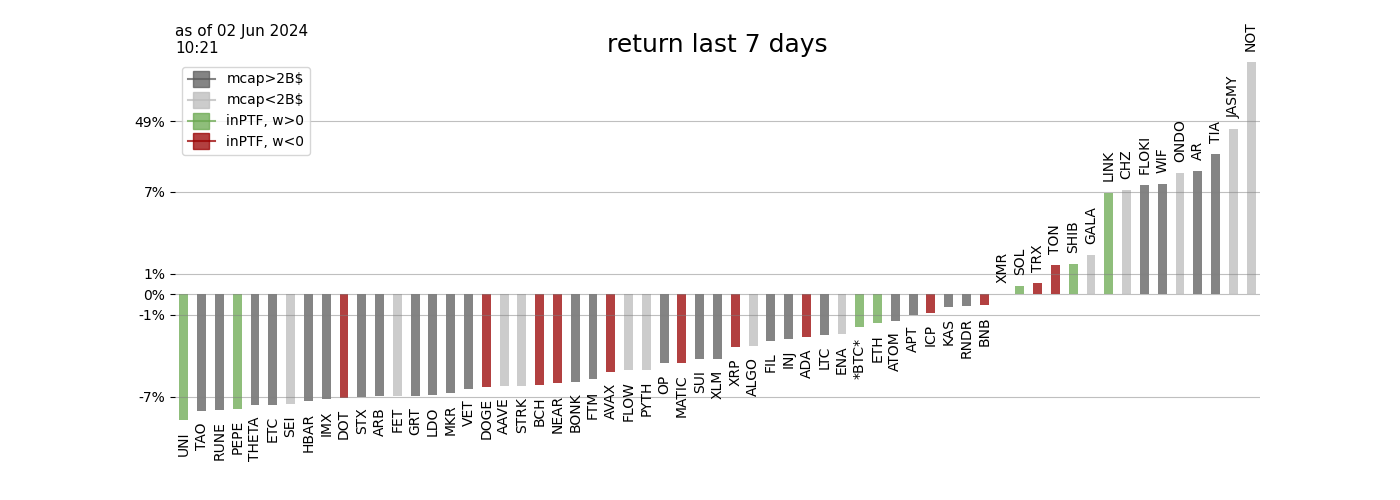 as of 02 Jun 2024
10:21
return last 7 days
mcap>2B$
mcap<2B$
inPTF, w>0
inPTF, w<0
49%
7%
1%
0%
-1%
-7%
UNI
TAO
RUNE
PEPE
THETA
ETC
SEI
HBAR
IMX
DOT
STX
ARB
FET
GRT
LDO
MKR
VET
DOGE
AAVE
STRK
BCH
NEAR
BONK
FTM
AVAX
FLOW
PYTH
OP
MATIC
SUI
XLM
XRP
ALGO
FIL
INJ
ADA
LTC
ENA
*BTC*
ETH
ATOM
APT
ICP
KAS
RNDR
BNB
XMR
SOL
TRX
TON
SHIB
GALA
LINK
CHZ
FLOKI
WIF
ONDO
AR
TIA
JASMY
NOT